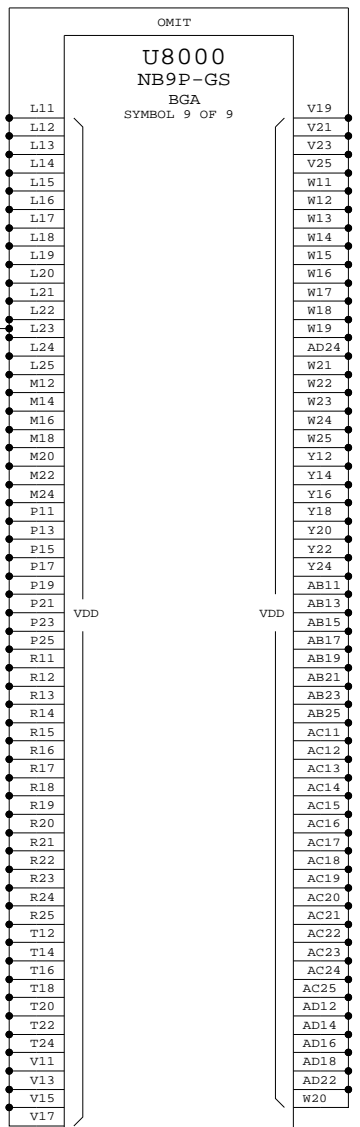 OMIT
U8000
NB9P-GS
BGA
SYMBOL 9 OF 9
L11
L12
L13
L14
L15
L16
L17
L18
L19
L20
L21
L22
L23
L24
L25
M12
M14
M16
M18
M20
M22
M24
P11
P13
P15
P17
P19
P21
P23
P25
R11
R12
R13
R14
R15
R16
R17
R18
R19
R20
R21
R22
R23
R24
R25
T12
T14
T16
T18
T20
T22
T24
V11
V13
V15
V17
VDD
VDD
V19
V21
V23
V25
W11
W12
W13
W14
W15
W16
W17
W18
W19
AD24
W21
W22
W23
W24
W25
Y12
Y14
Y16
Y18
Y20
Y22
Y24
AB11
AB13
AB15
AB17
AB19
AB21
AB23
AB25
AC11
AC12
AC13
AC14
AC15
AC16
AC17
AC18
AC19
AC20
AC21
AC22
AC23
AC24
AC25
AD12
AD14
AD16
AD18
AD22
W20